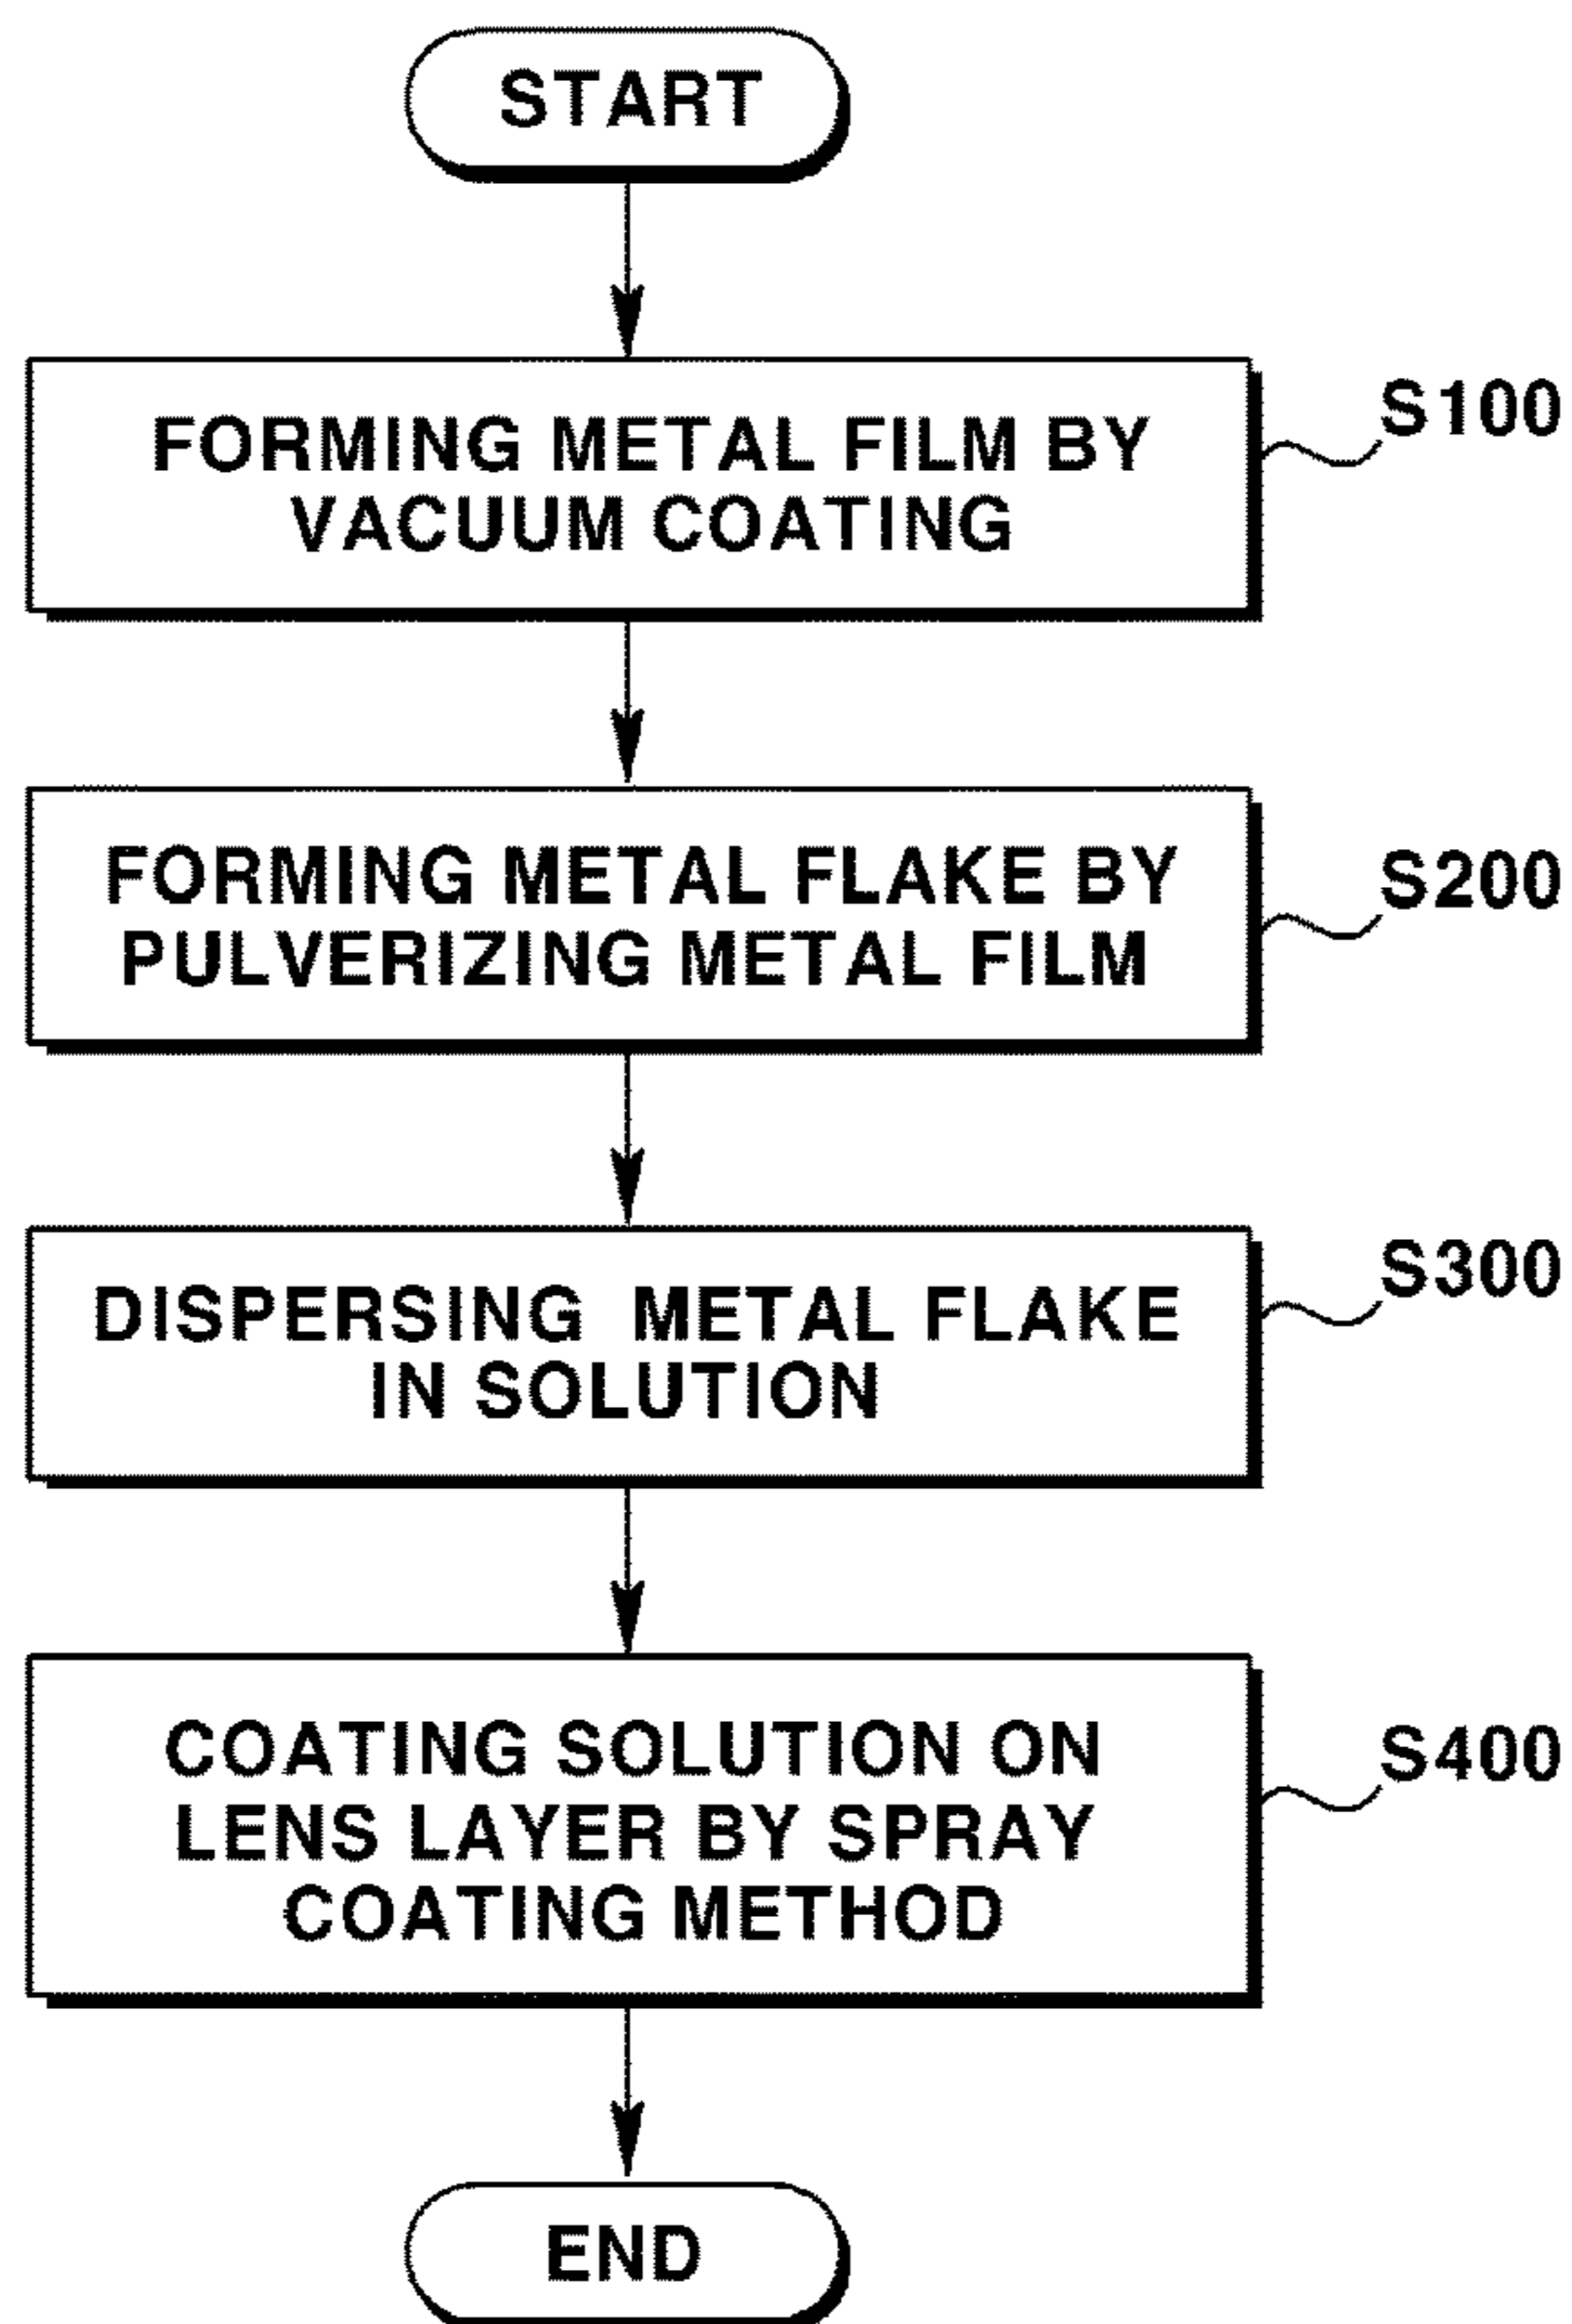 START
FORMING METAL FILM BY
VACUUM COATING
S100
FORMING METAL FLAKE BY
PULVERIZING METAL FILM
S200
DISPERSING METAL FLAKE
IN SOLUTION
S300
COATING SOLUTION ON
LENS LAYER BY SPRAY
COATING METHOD
S400
END